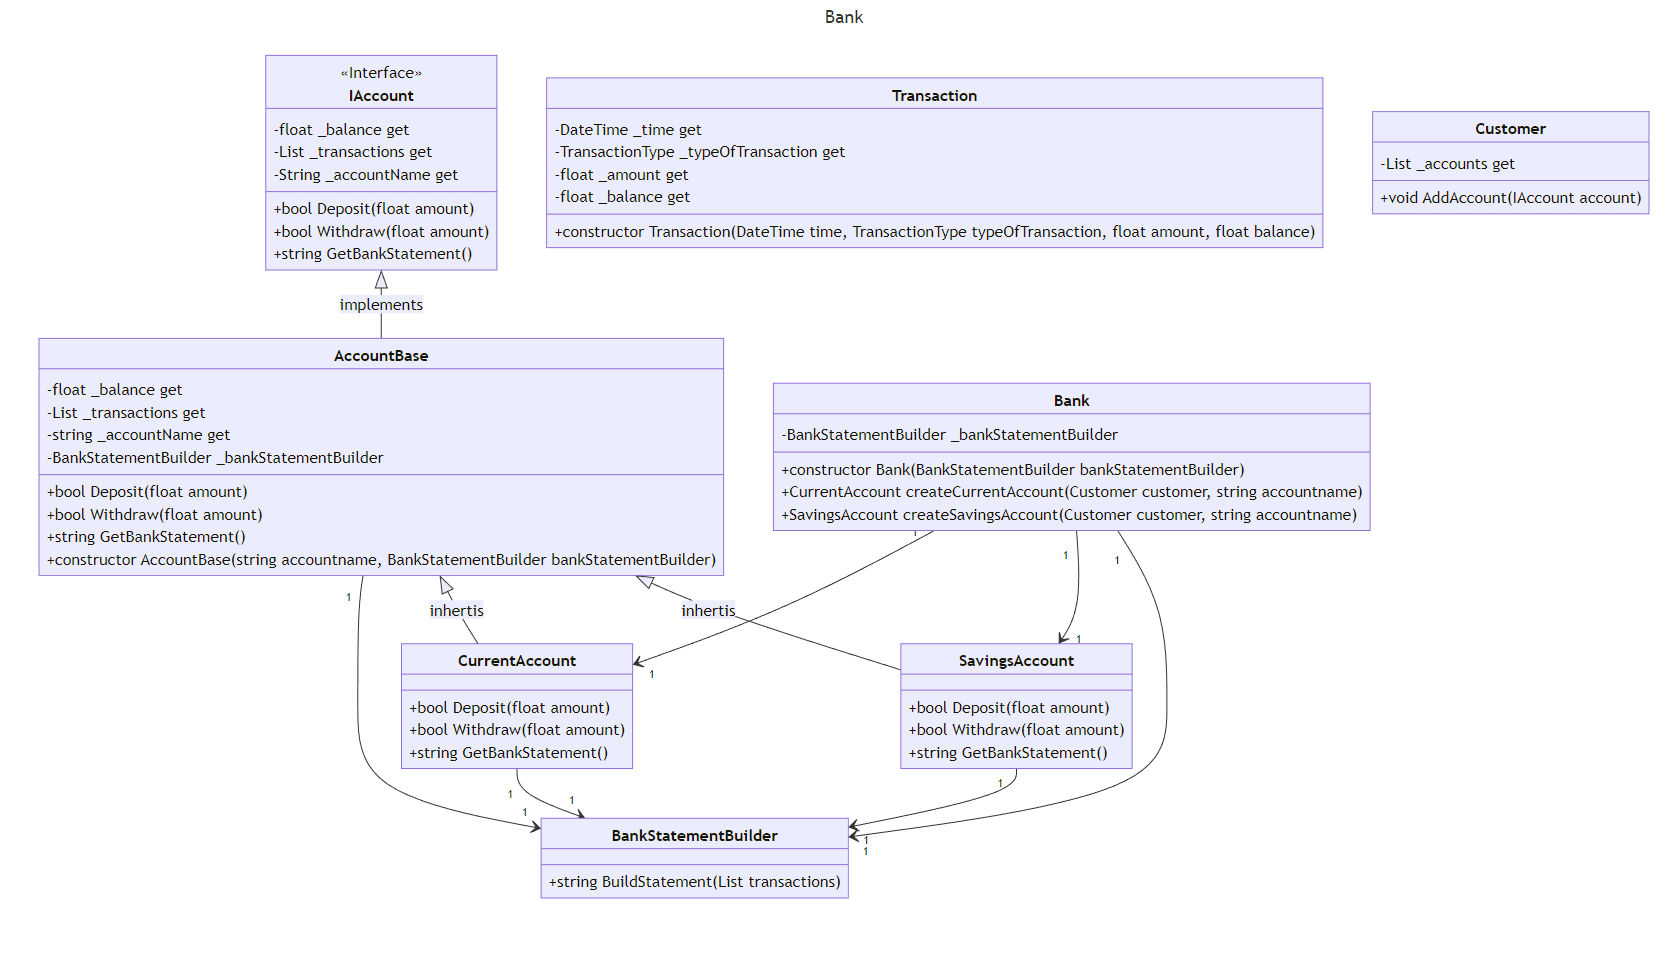 Bank
«Interface»
IAccount
-float _balance get
-List _transactions get
-String _accountName get
+bool Deposit(float amount)
+bool Withdraw(float amount)
+string GetBankStatement()
Transaction
-DateTime _time get
-TransactionType _typeOfTransaction get
-float _amount get
-float _balance get
+constructor Transaction(DateTime time, TransactionType typeOfTransaction, float amount, float balance)
Customer
-List _accounts get
+void AddAccount(IAccount account)
implements
AccountBase
-float _balance get
-List _transactions get
-string _accountName get
-BankStatementBuilder _bankStatementBuilder
+bool Deposit(float amount)
+bool Withdraw(float amount)
+string GetBankStatement()
+constructor AccountBase(string accountname, BankStatementBuilder bankStatementBuilder)
Bank
-BankStatementBuilder _bankStatementBuilder
+constructor Bank(BankStatementBuilder bankStatementBuilder)
+CurrentAccount createCurrentAccount(Customer customer, string accountname)
+SavingsAccount createSavingsAccount(Customer customer, string accountname)
1
1
1
1
inhertis
inhertis
1
1
CurrentAccount
+bool Deposit(float amount)
+bool Withdraw(float amount)
+string GetBankStatement()
SavingsAccount
+bool Deposit(float amount)
+bool Withdraw(float amount)
+string GetBankStatement()
1
1
1
1
1
1
BankStatementBuilder
+string BuildStatement(List transactions)